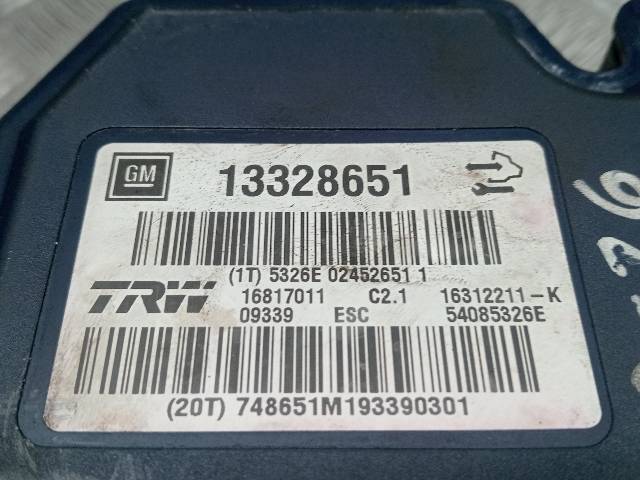 GM 13328651
(1T) 5326E 02452651 1
TRW 16817011 C2.1 16312211-K
09339 ESC 54085326E
(20T) 748651M193390301